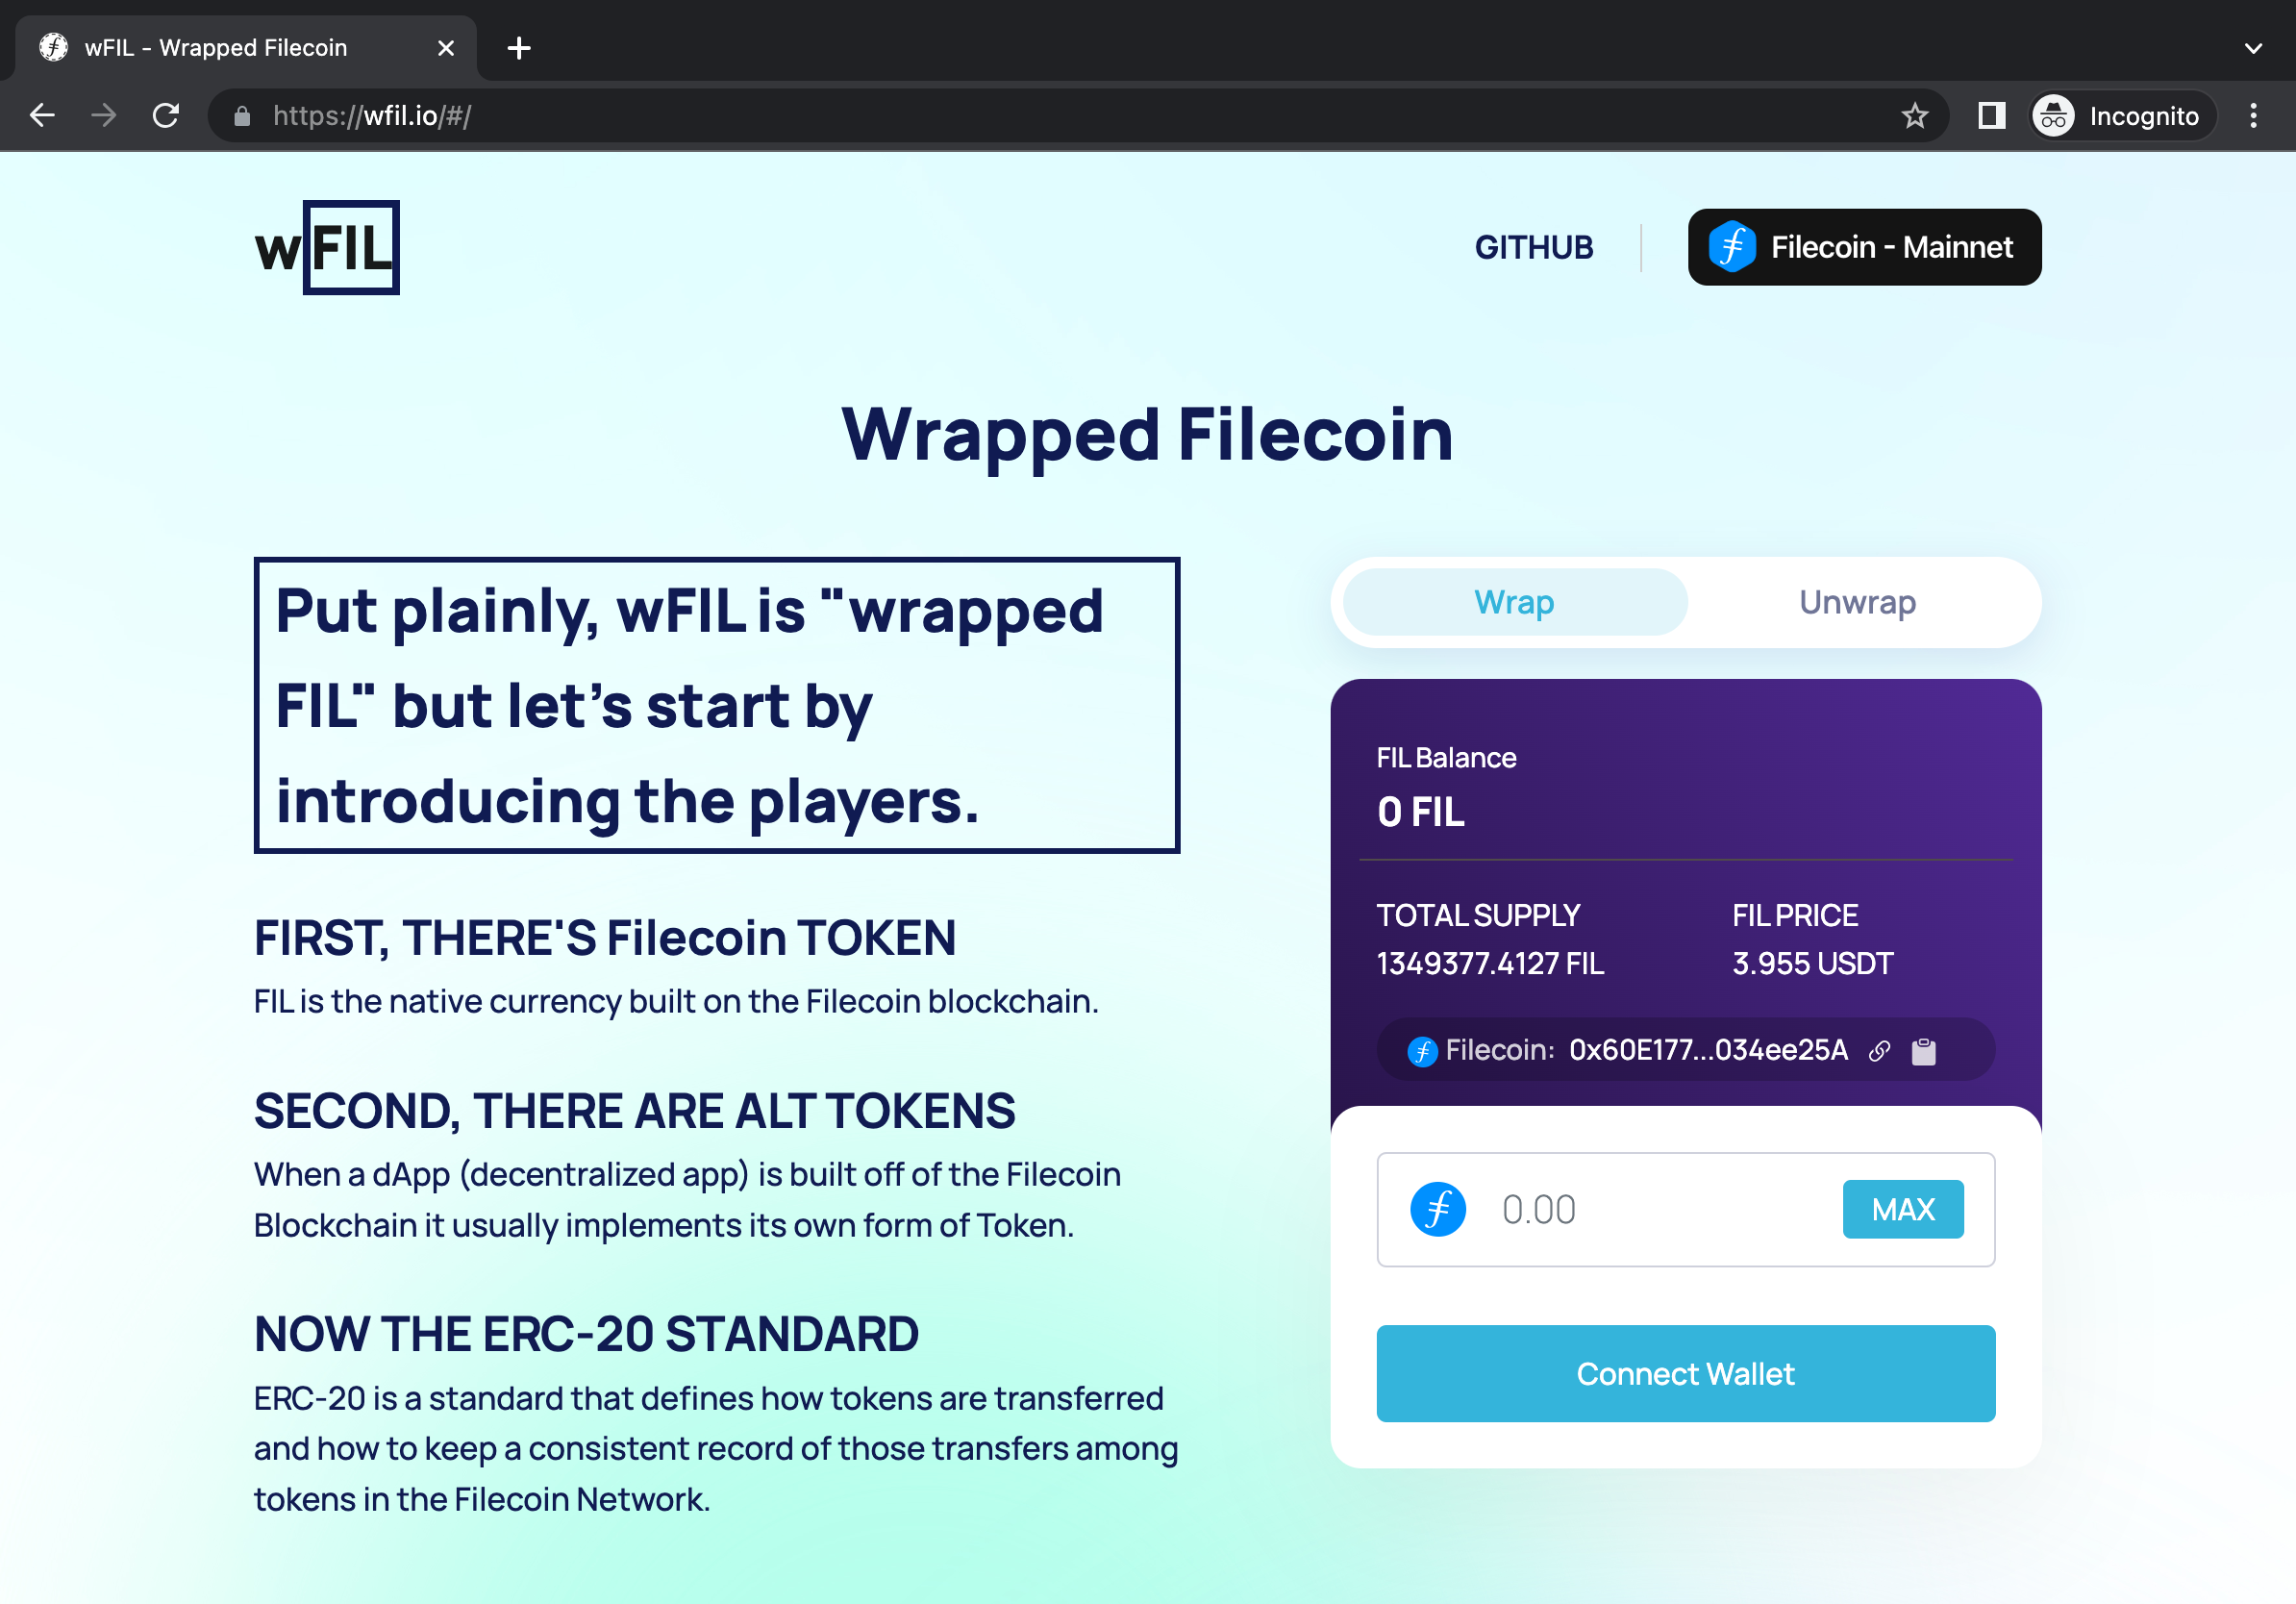 wFIL - Wrapped Filecoin
https://wfil.io/#/
Incognito
wFIL
GITHUB
Filecoin - Mainnet
Wrapped Filecoin
Put plainly, wFIL is "wrapped
FIL" but let’s start by
introducing the players.
FIRST, THERE'S Filecoin TOKEN
FIL is the native currency built on the Filecoin blockchain.
SECOND, THERE ARE ALT TOKENS
When a dApp (decentralized app) is built off of the Filecoin
Blockchain it usually implements its own form of Token.
NOW THE ERC-20 STANDARD
ERC-20 is a standard that defines how tokens are transferred
and how to keep a consistent record of those transfers among
tokens in the Filecoin Network.
Wrap
Unwrap
FIL Balance
0 FIL
TOTAL SUPPLY
1349377.4127 FIL
FIL PRICE
3.955 USDT
Filecoin: 0x60E177...034ee25A
0.00
MAX
Connect Wallet